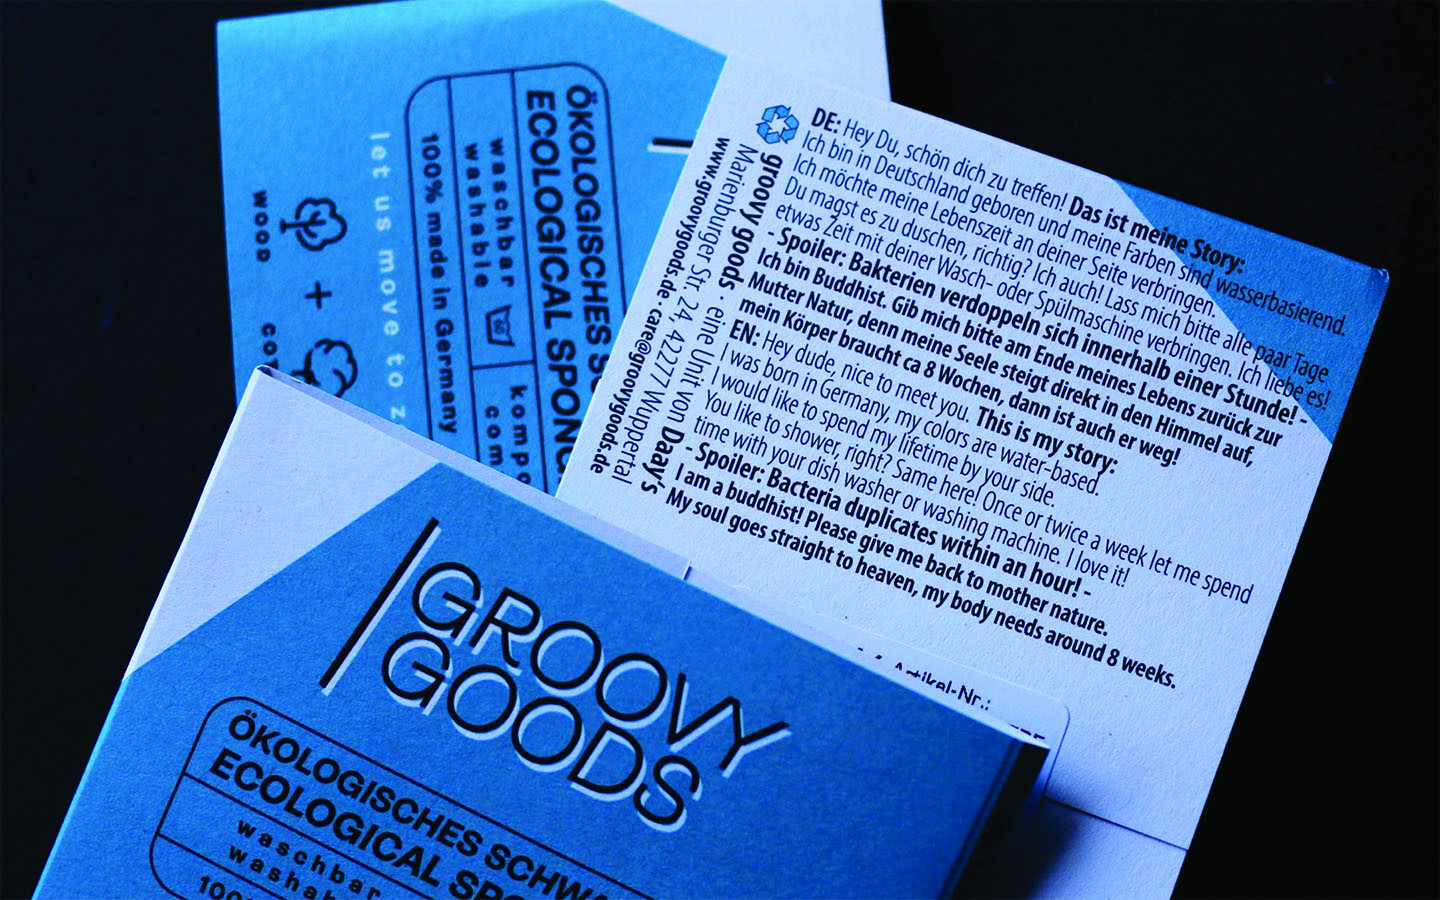 ÖKOLOGISCHES
ECOLOGICAL
waschbar
washable
60
100% made in Germany
let us move to
WOOD
+
DE: Hey Du, schön dich zu treffen! Das ist meine Story:
Ich bin in Deutschland geboren und meine Farben sind wasserbasierend.
Ich möchte meine Lebenszeit an deiner Seite verbringen.
Du magst es zu duschen, richtig? Ich auch! Lass mich bitte alle paar Tage
etwas Zeit mit deiner Wasch- oder Spülmaschine verbringen. Ich liebe es!
- Spoiler: Bakterien verdoppeln sich innerhalb einer Stunde! -
Ich bin Buddhist. Gib mich bitte am Ende meines Lebens zurück zur
Mutter Natur, denn meine Seele steigt direkt in den Himmel auf,
mein Körper braucht ca 8 Wochen, dann ist auch er weg!
EN: Hey dude, nice to meet you. This is my story:
I was born in Germany, my colors are water-based.
I would like to spend my lifetime by your side.
You like to shower, right? Same here! Once or twice a week let me spend
time with your dish washer or washing machine. I love it!
- Spoiler: Bacteria duplicates within an hour! -
I am a buddhist! Please give me back to mother nature.
My soul goes straight to heaven, my body needs around 8 weeks.
groovy goods · eine Unit von Daay's
Marienburger Str. 24, 42277 Wuppertal
www.groovygoods.de · care@groovygoods.de
Artikel-Nr.:
GROOVY
GOODS
ÖKOLOGISCHES
ECOLOGICAL
waschbar